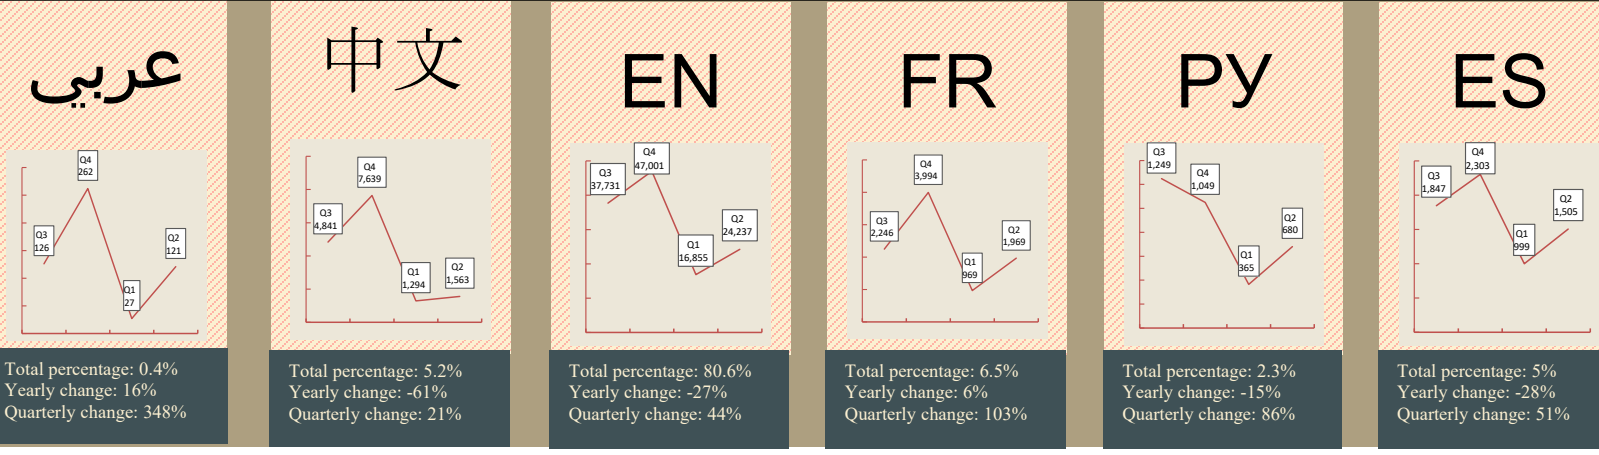 عربي
Q3
126
Q4
262
Q1
27
Q2
121
Total percentage: 0.4%
Yearly change: 16%
Quarterly change: 348%
中文
Q3
4,841
Q4
7,639
Q1
1,294
Q2
1,563
Total percentage: 5.2%
Yearly change: -61%
Quarterly change: 21%
EN
Q3
37,731
Q4
47,001
Q1
16,855
Q2
24,237
Total percentage: 80.6%
Yearly change: -27%
Quarterly change: 44%
FR
Q3
2,246
Q4
3,994
Q1
969
Q2
1,969
Total percentage: 6.5%
Yearly change: 6%
Quarterly change: 103%
РУ
Q3
1,249
Q4
1,049
Q1
365
Q2
680
Total percentage: 2.3%
Yearly change: -15%
Quarterly change: 86%
ES
Q3
1,847
Q4
2,303
Q1
999
Q2
1,505
Total percentage: 5%
Yearly change: -28%
Quarterly change: 51%